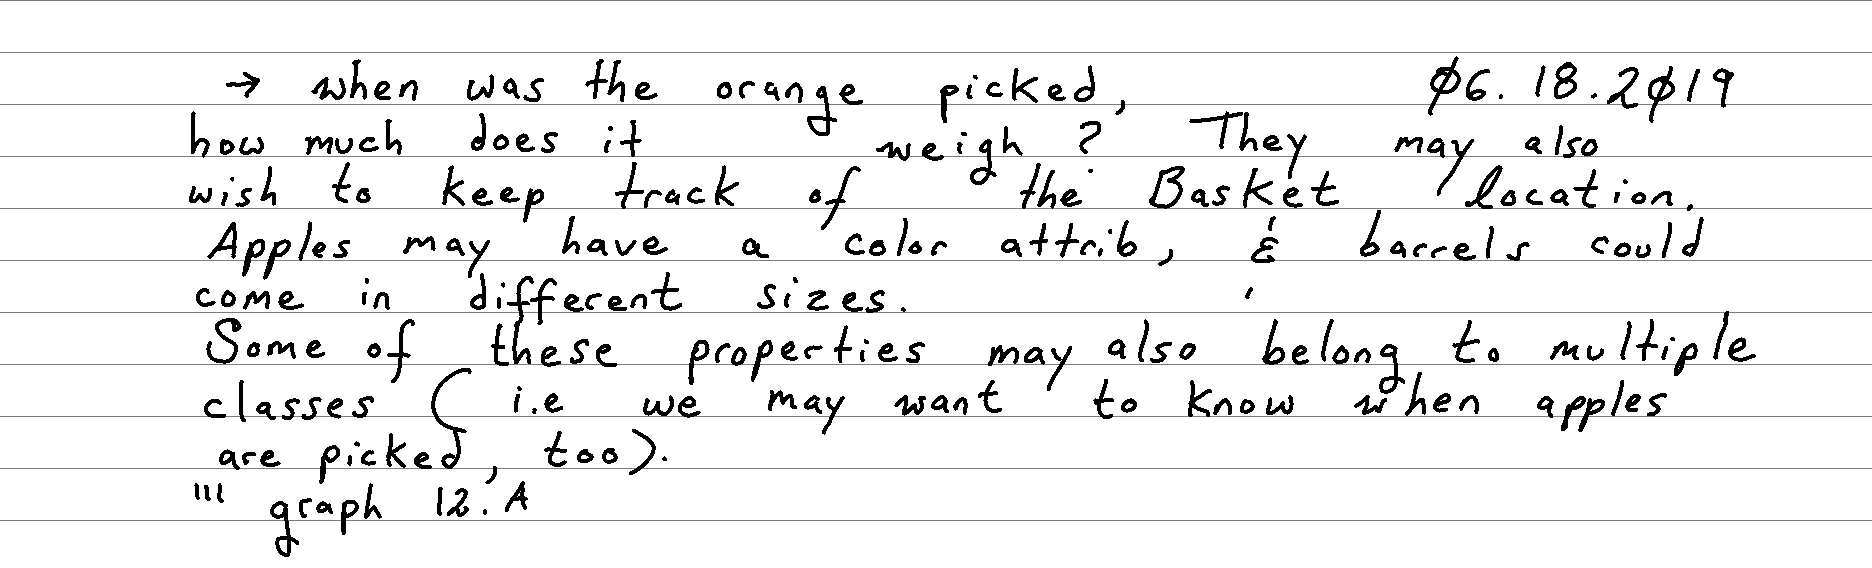 → when was the orange picked, Ø6.18.2Ø19
how much does it weigh? They may also
wish to keep track of the Basket location.
Apples may have a color attrib, & barrels could
come in different sizes.
Some of these properties may also belong to multiple
classes (i.e we may want to know when apples
are picked, too).
''' graph 12.A